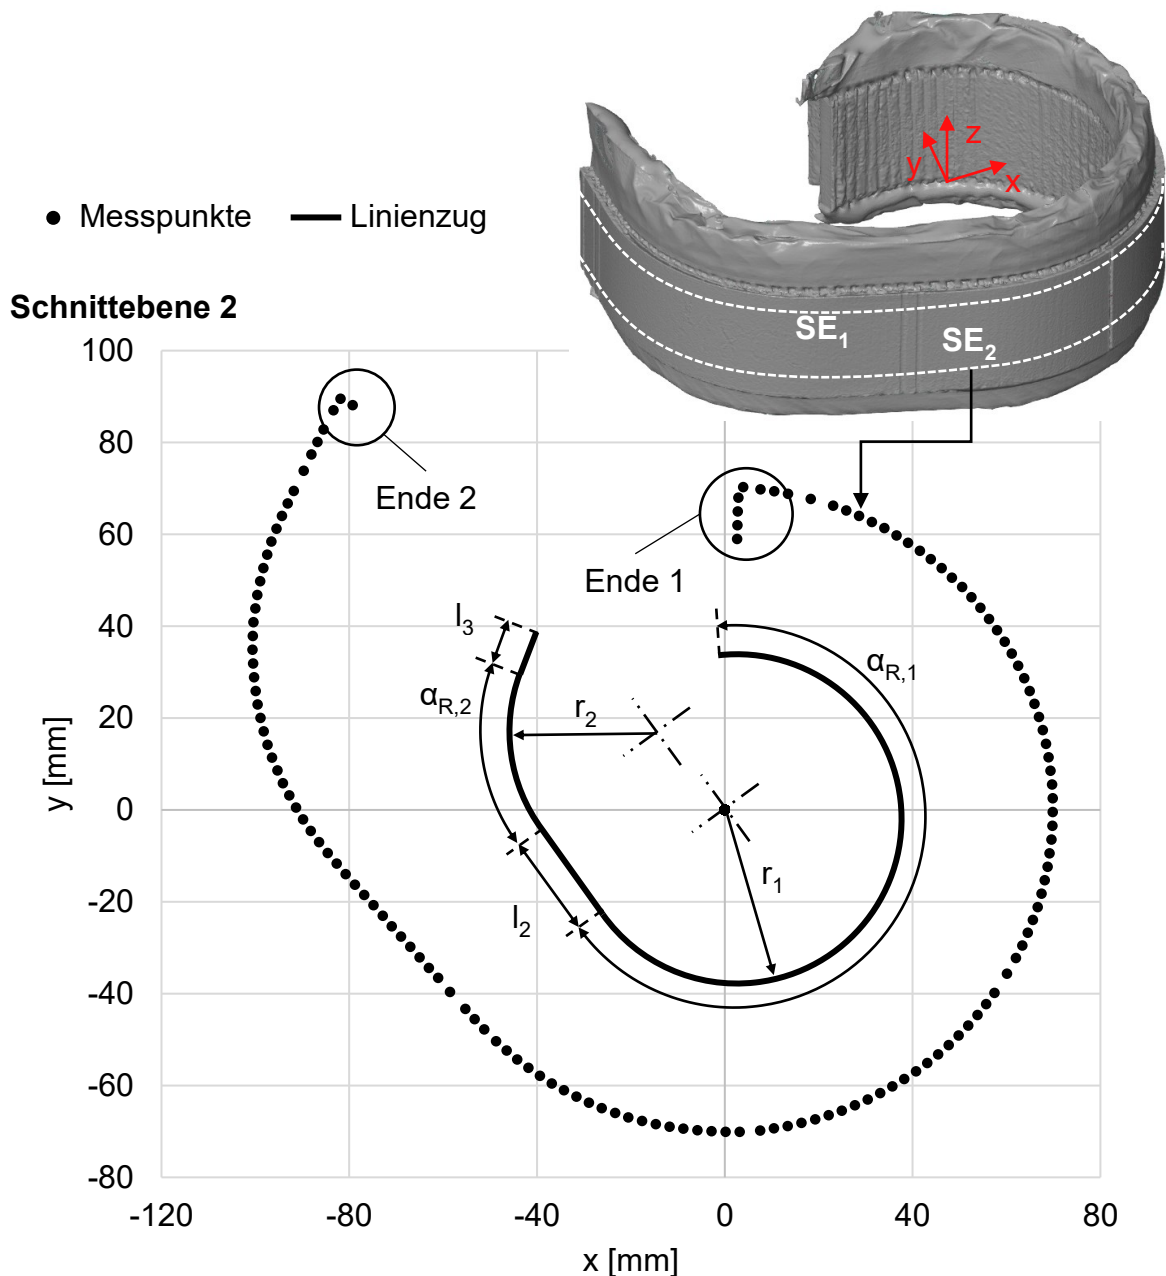 z
y
x
Messpunkte
Linienzug
Schnittebene 2
SE1
SE2
100
80
60
40
20
0
-20
-40
-60
-80
y [mm]
Ende 2
Ende 1
l3
αR,1
αR,2
r2
r1
l2
-120
-80
-40
0
40
80
x [mm]